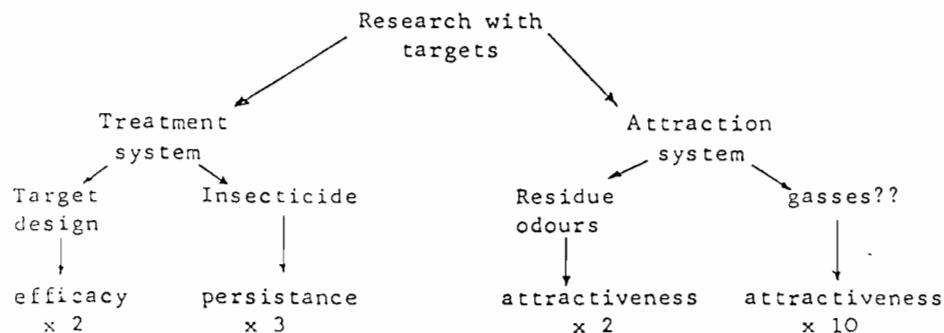 Research with
targets
Treatment
system
Attraction
system
Target
design
Insecticide
Residue
odours
gasses??
efficacy
x 2
persistance
x 3
attractiveness
x 2
attractiveness
x 10